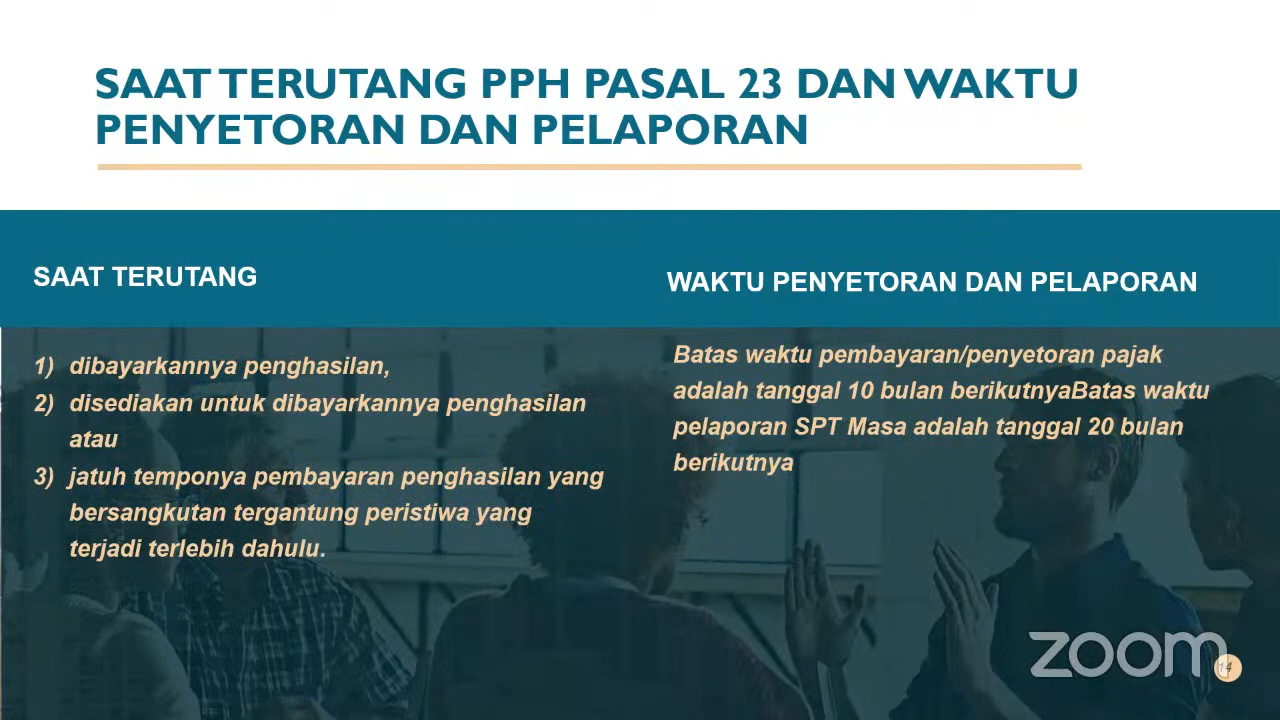 SAAT TERUTANG PPH PASAL 23 DAN WAKTU
PENYETORAN DAN PELAPORAN
SAAT TERUTANG
1) dibayarkannya penghasilan,
2) disediakan untuk dibayarkannya penghasilan
atau
3) jatuh temponya pembayaran penghasilan yang
bersangkutan tergantung peristiwa yang
terjadi terlebih dahulu.
WAKTU PENYETORAN DAN PELAPORAN
Batas waktu pembayaran/penyetoran pajak
adalah tanggal 10 bulan berikutnyaBatas waktu
pelaporan SPT Masa adalah tanggal 20 bulan
berikutnya
zoom
14